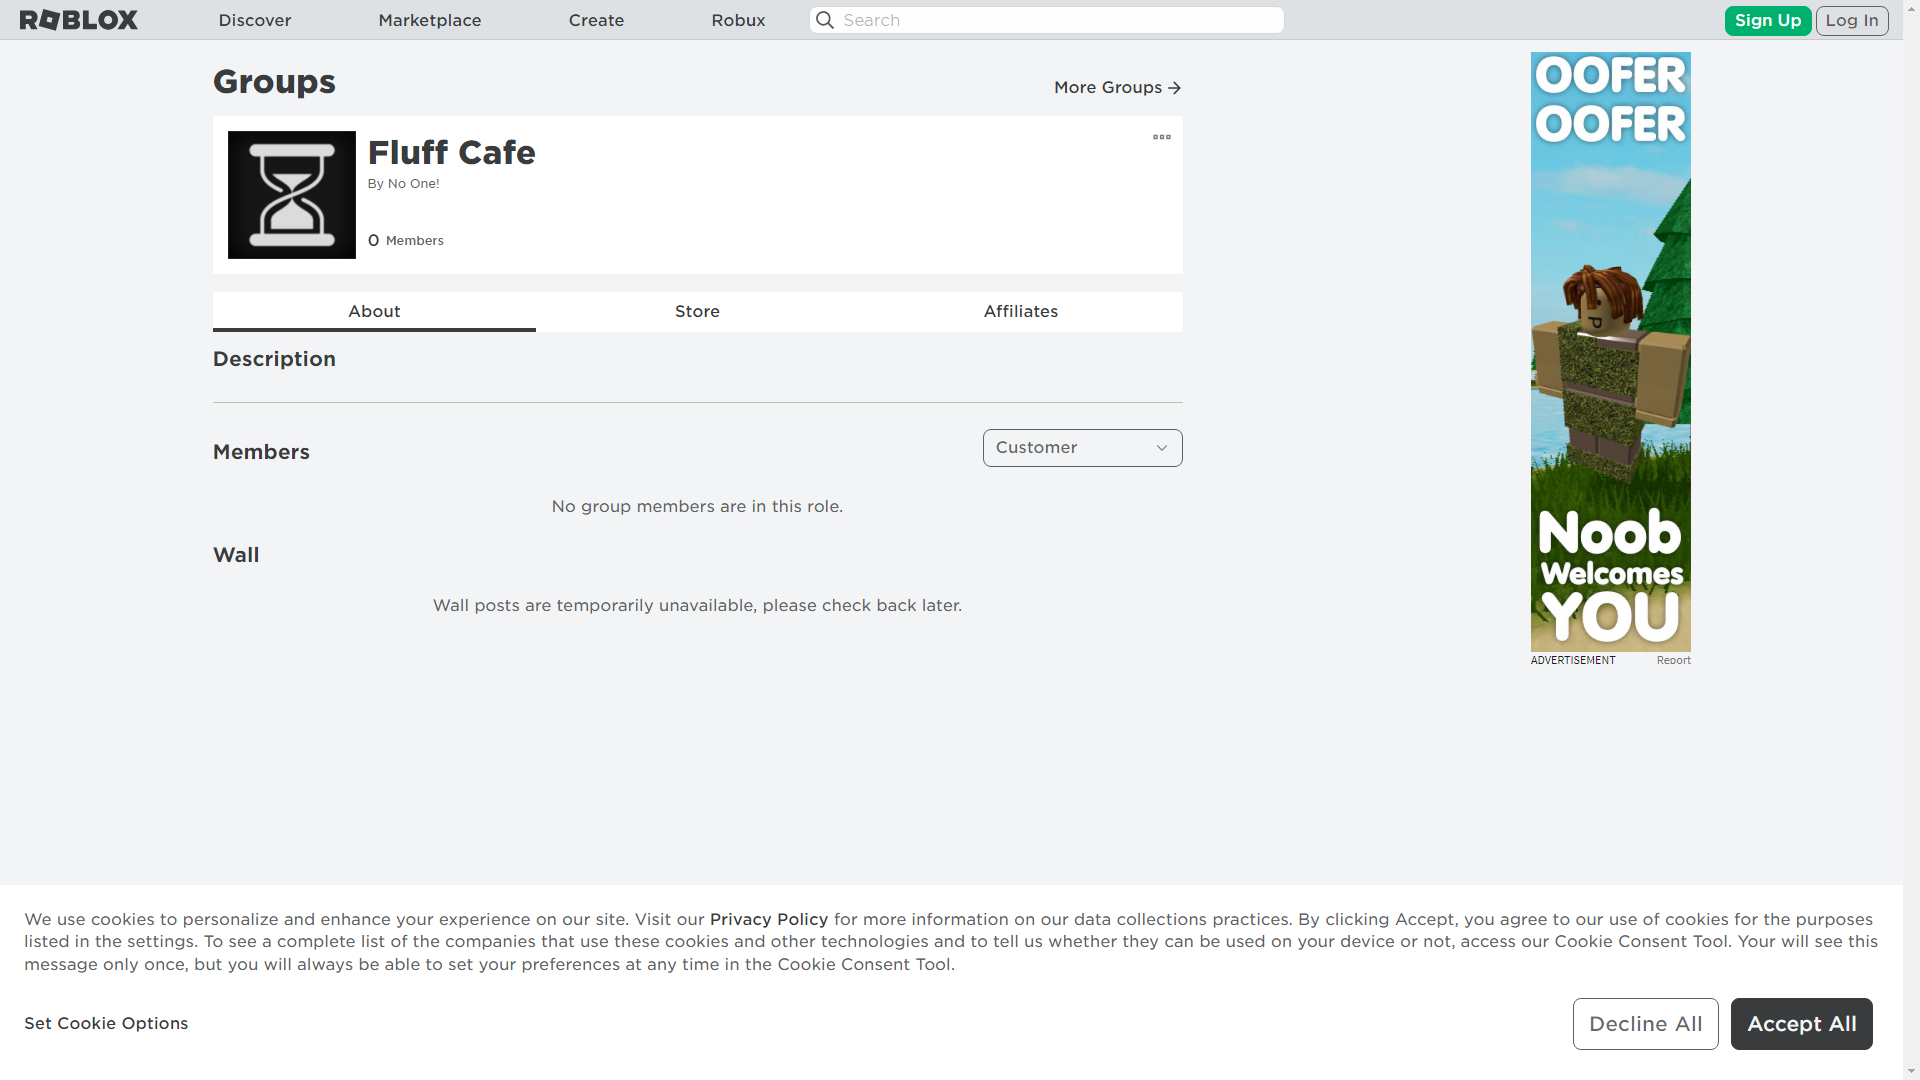 ROBLOX
Discover
Marketplace
Create
Robux
Search
Sign Up
Log In
Groups
More Groups
Fluff Cafe
By No One!
0 Members
About
Store
Affiliates
Description
Members
Customer
No group members are in this role.
Wall
Wall posts are temporarily unavailable, please check back later.
OOFER
OOFER
Noob
Welcomes
YOU
ADVERTISEMENT
Report
We use cookies to personalize and enhance your experience on our site. Visit our Privacy Policy for more information on our data collections practices. By clicking Accept, you agree to our use of cookies for the purposes
listed in the settings. To see a complete list of the companies that use these cookies and other technologies and to tell us whether they can be used on your device or not, access our Cookie Consent Tool. Your will see this
message only once, but you will always be able to set your preferences at any time in the Cookie Consent Tool.
Set Cookie Options
Decline All
Accept All